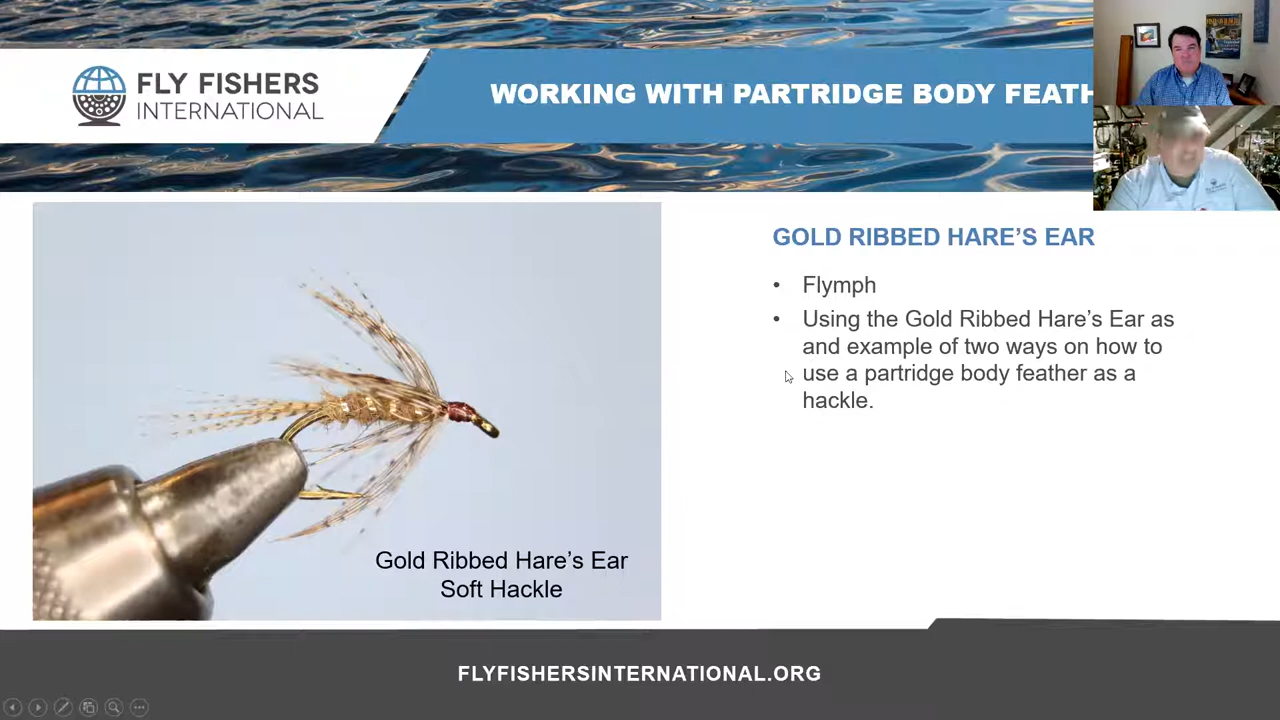 FLY FISHERS
INTERNATIONAL
WORKING WITH PARTRIDGE BODY FEATH
GOLD RIBBED HARE’S EAR
• Flymph
• Using the Gold Ribbed Hare’s Ear as
and example of two ways on how to
use a partridge body feather as a
hackle.
Gold Ribbed Hare’s Ear
Soft Hackle
FLYFISHERSINTERNATIONAL.ORG